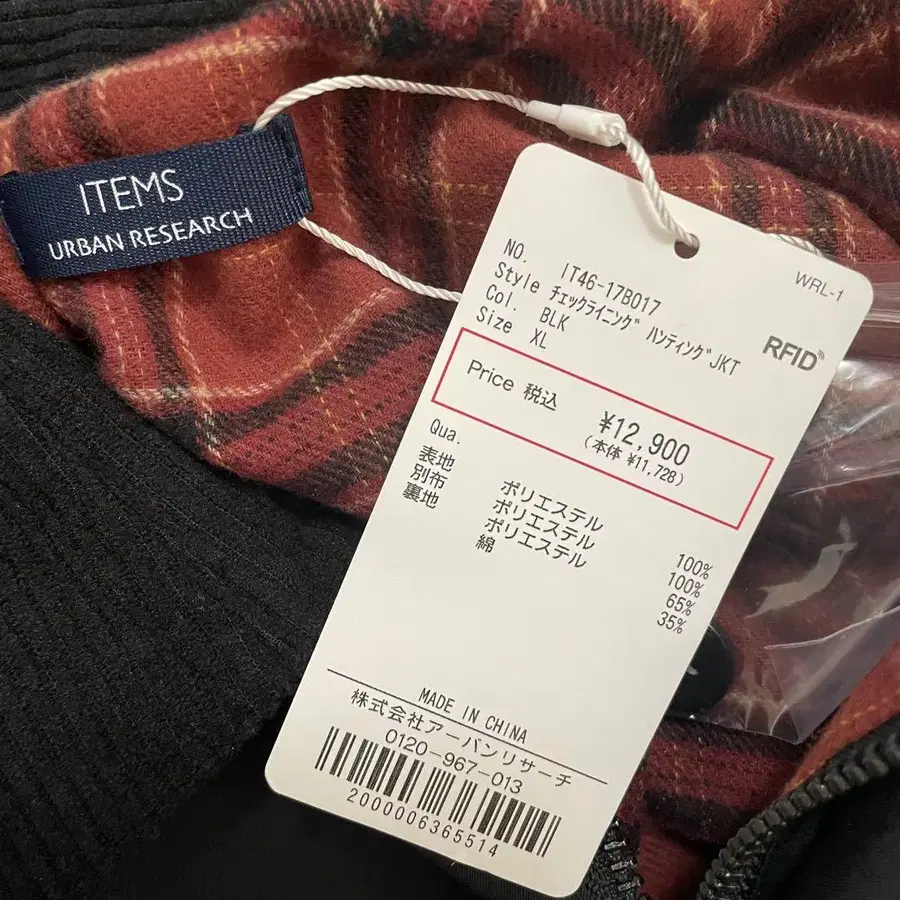 ITEMS
URBAN RESEARCH
WRL-1
RFID
NO. IT46-17B017
Style チェックライニング ハンティングJKT
Col. BLK
Size XL
Price 税込 ¥12,900
(本体 ¥11,728)
Qua.
表地 ポリエステル 100%
別布 ポリエステル 100%
裏地 ポリエステル 65%
綿 35%
MADE IN CHINA
株式会社アーバンリサーチ
0120-967-013
2000006365514